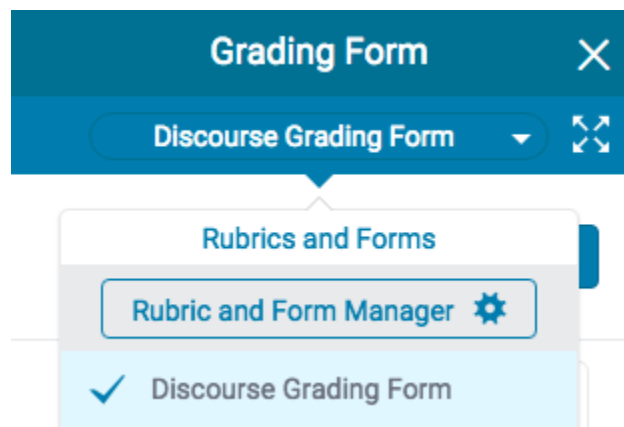 Grading Form
Discourse Grading Form
Rubrics and Forms
Rubric and Form Manager
Discourse Grading Form